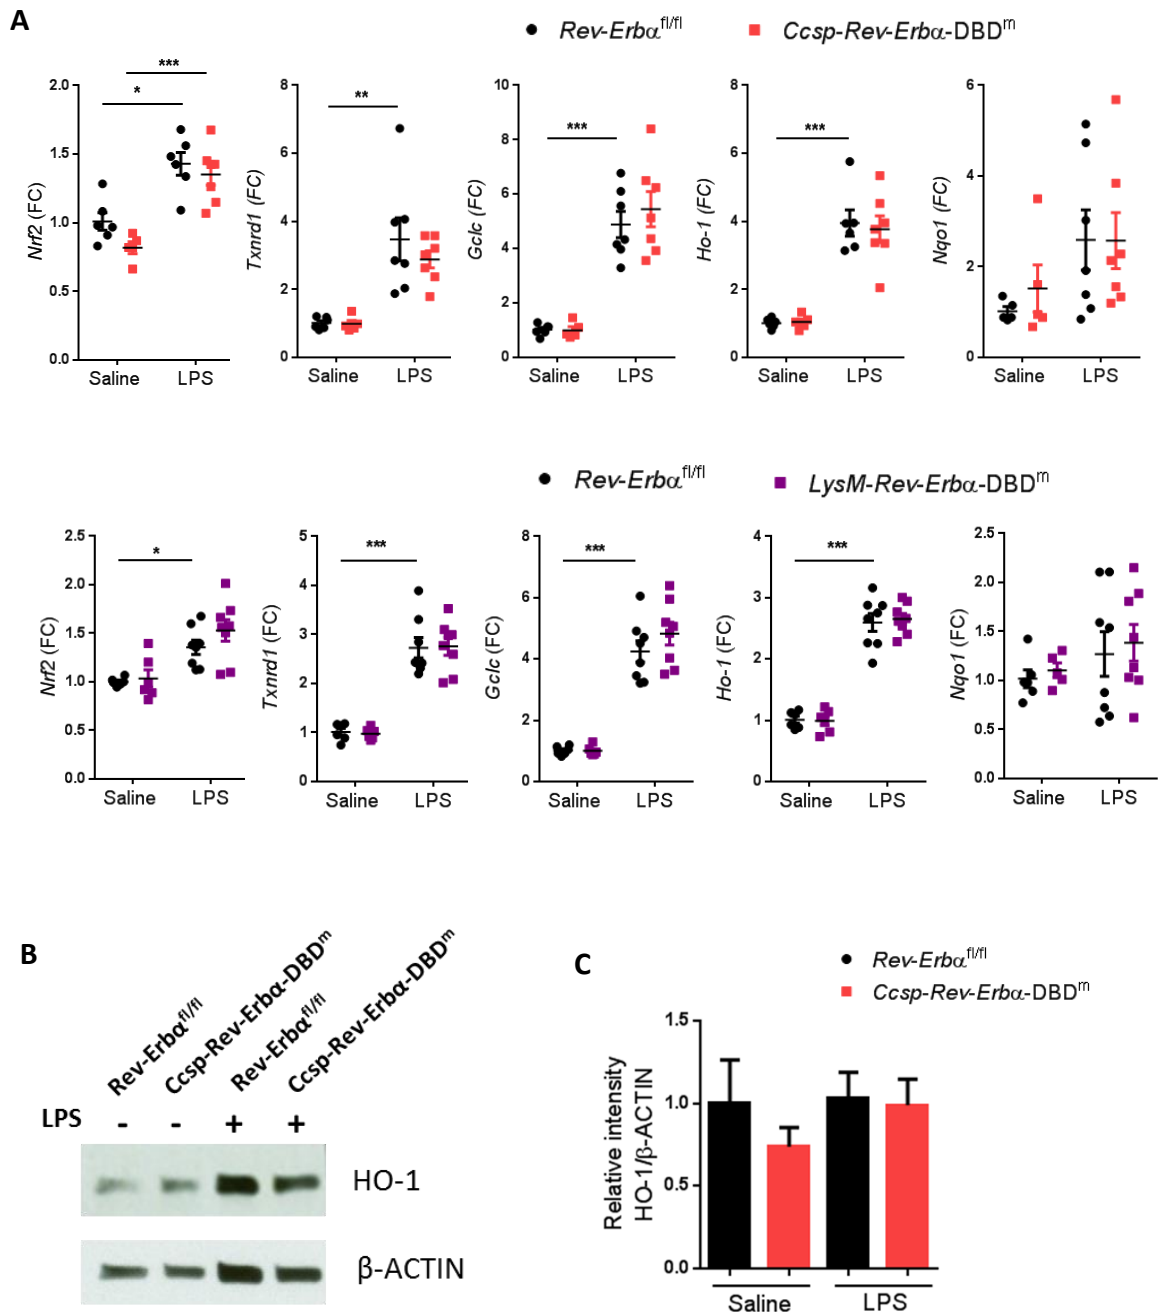 A
Rev-Erbα^fl/fl Ccsp-Rev-Erbα-DBD^m
*
***
2.0
1.5
1.0
0.5
0.0
Nrf2 (FC)
Saline LPS
**
8
6
4
2
0
Txnrd1 (FC)
Saline LPS
***
10
8
6
4
2
0
Gclc (FC)
Saline LPS
***
8
6
4
2
0
Ho-1 (FC)
Saline LPS
6
4
2
0
Nqo1 (FC)
Saline LPS
Rev-Erbα^fl/fl LysM-Rev-Erbα-DBD^m
*
2.5
2.0
1.5
1.0
0.5
0.0
Nrf2 (FC)
Saline LPS
***
5
4
3
2
1
0
Txnrd1 (FC)
Saline LPS
***
8
6
4
2
0
Gclc (FC)
Saline LPS
***
4
3
2
1
0
Ho-1 (FC)
Saline LPS
2.5
2.0
1.5
1.0
0.5
0.0
Nqo1 (FC)
Saline LPS
B
Rev-Erbα^fl/fl
Ccsp-Rev-Erbα-DBD^m
Rev-Erbα^fl/fl
Ccsp-Rev-Erbα-DBD^m
LPS - - + +
HO-1
β-ACTIN
C
Rev-Erbα^fl/fl
Ccsp-Rev-Erbα-DBD^m
1.5
1.0
0.5
0.0
Relative intensity
HO-1/β-ACTIN
Saline LPS